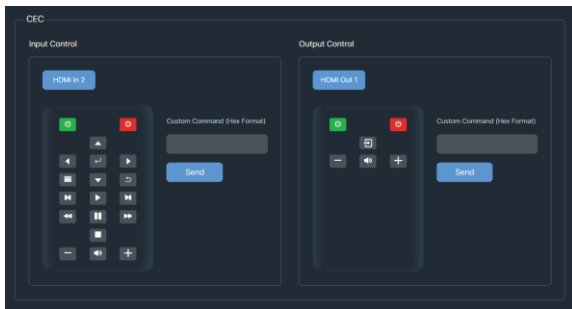 CEC
Input Control
HDMI In 2
Custom Command (Hex Format)
Send
Output Control
HDMI Out 1
Custom Command (Hex Format)
Send